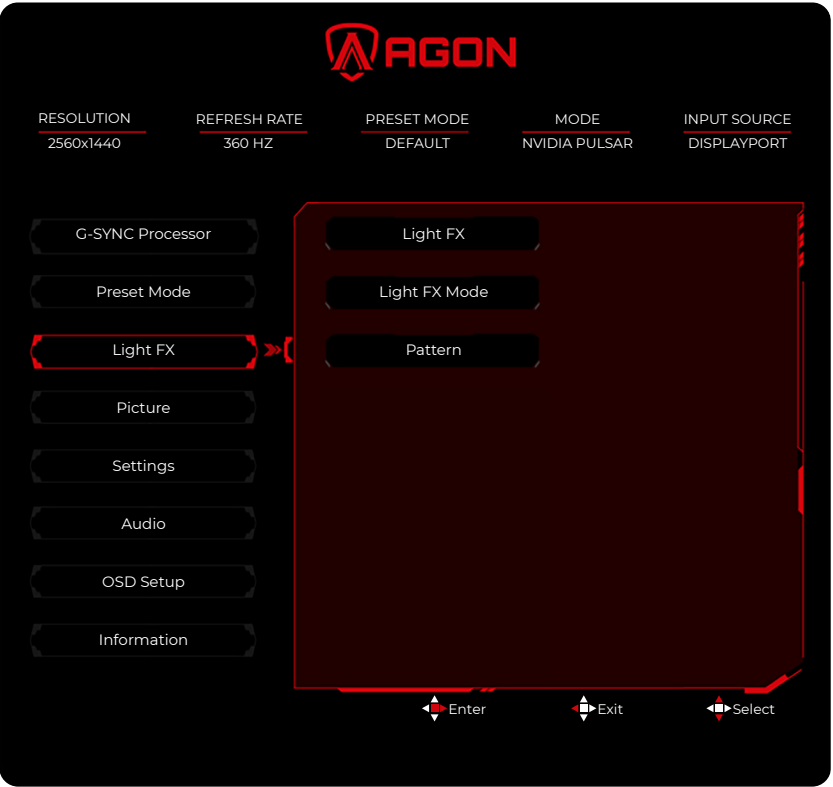 AGON
RESOLUTION REFRESH RATE PRESET MODE MODE INPUT SOURCE
2560x1440 360 HZ DEFAULT NVIDIA PULSAR DISPLAYPORT
G-SYNC Processor Light FX
Preset Mode Light FX Mode
Light FX Pattern
Picture
Settings
Audio
OSD Setup
Information
Enter Exit Select